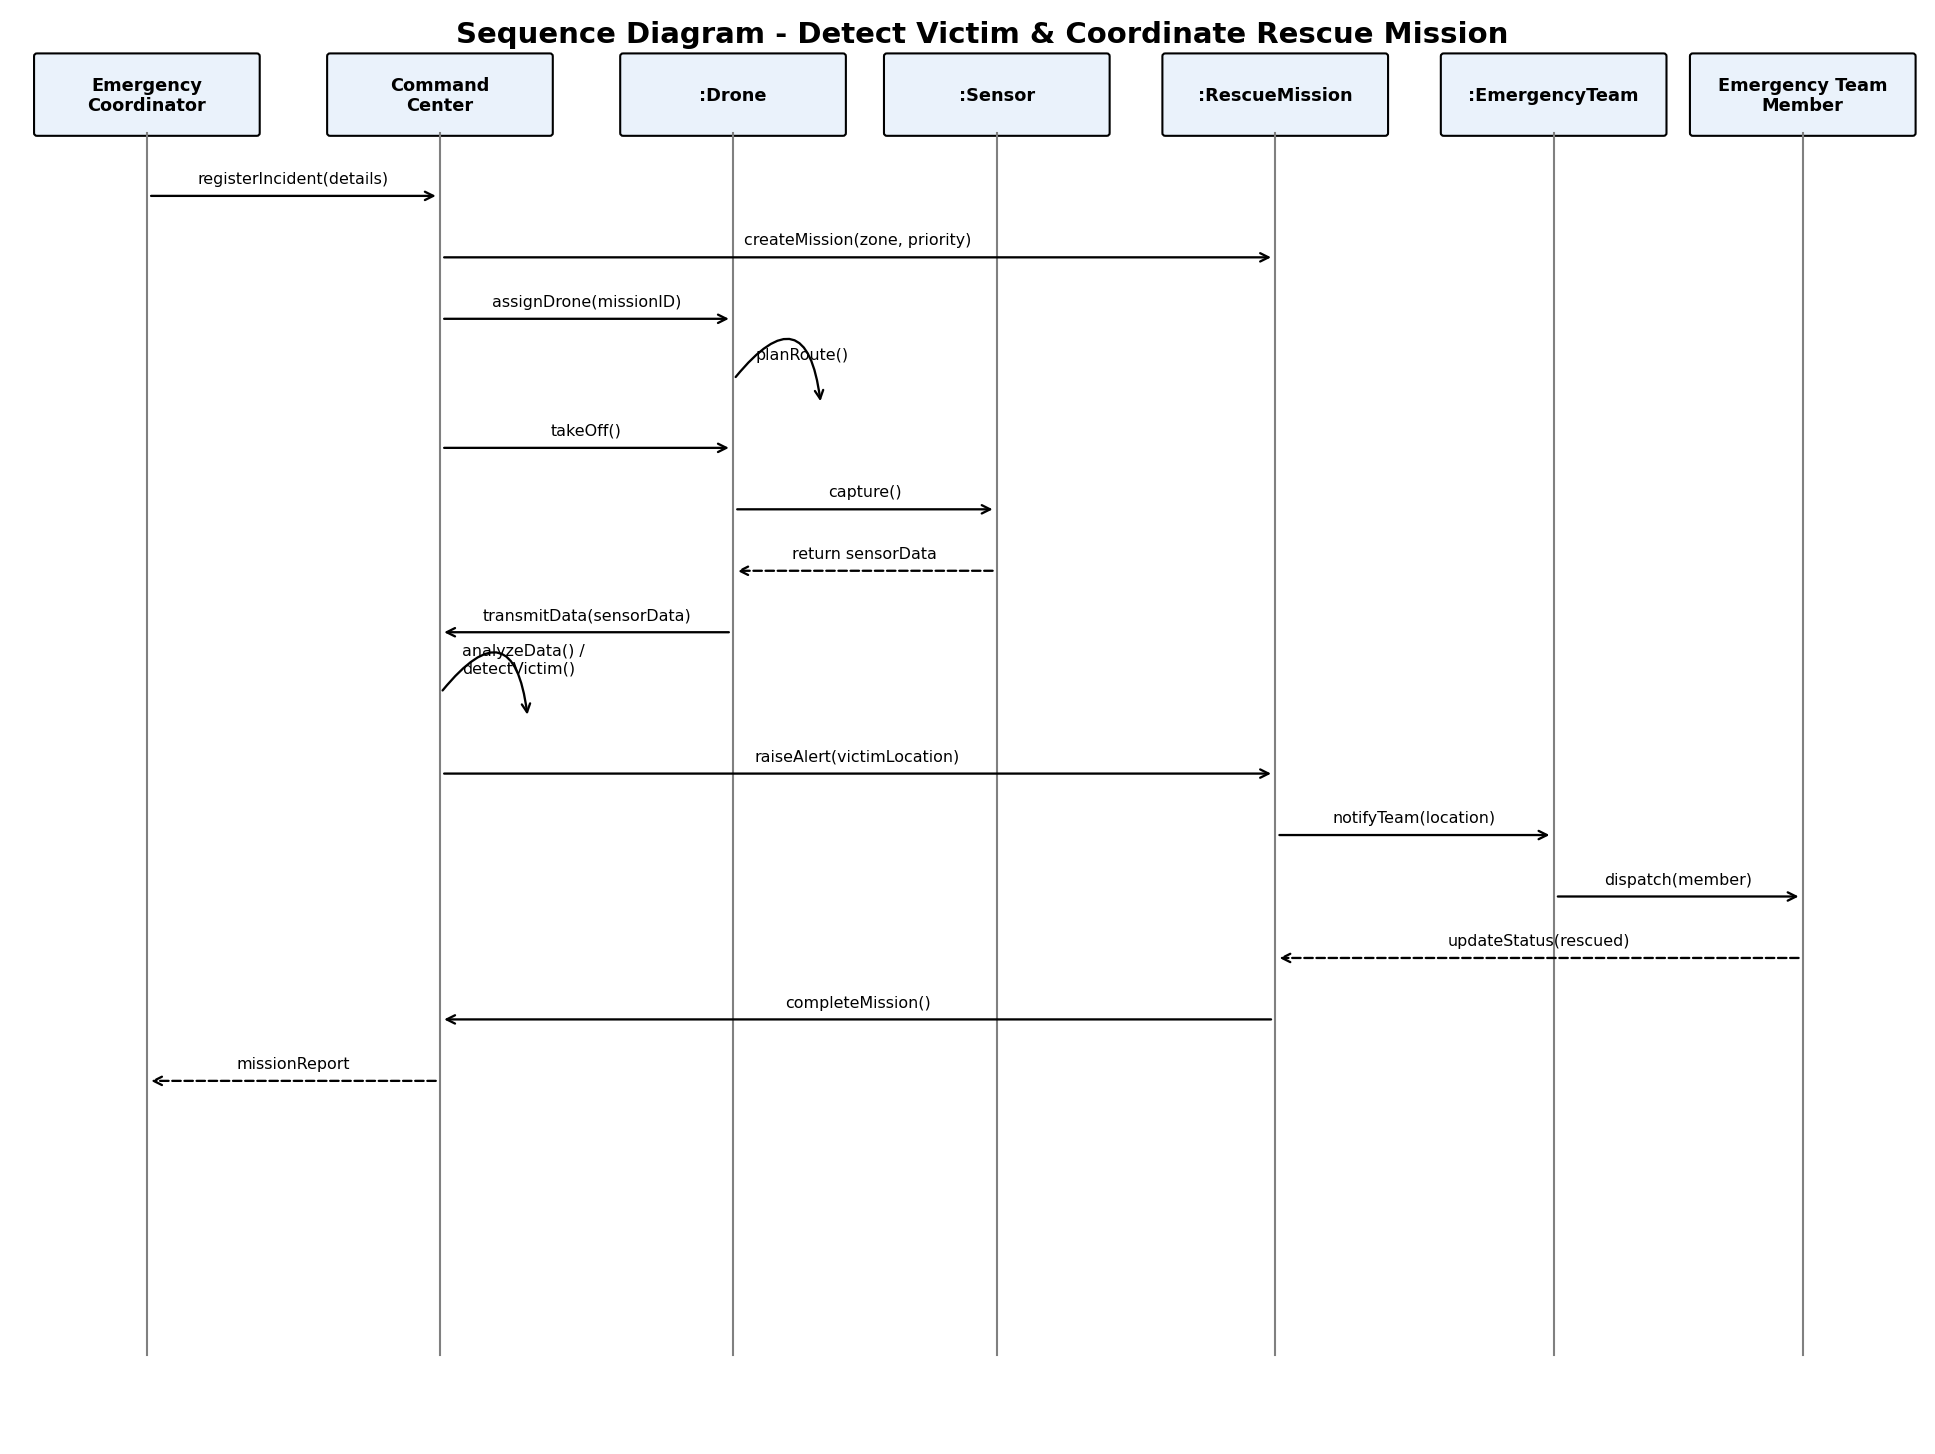 Sequence Diagram - Detect Victim & Coordinate Rescue Mission
Emergency
Coordinator
Command
Center
:Drone
:Sensor
:RescueMission
:EmergencyTeam
Emergency Team
Member
registerIncident(details)
createMission(zone, priority)
assignDrone(missionID)
planRoute()
takeOff()
capture()
return sensorData
transmitData(sensorData)
analyzeData() /
detectVictim()
raiseAlert(victimLocation)
notifyTeam(location)
dispatch(member)
updateStatus(rescued)
completeMission()
missionReport